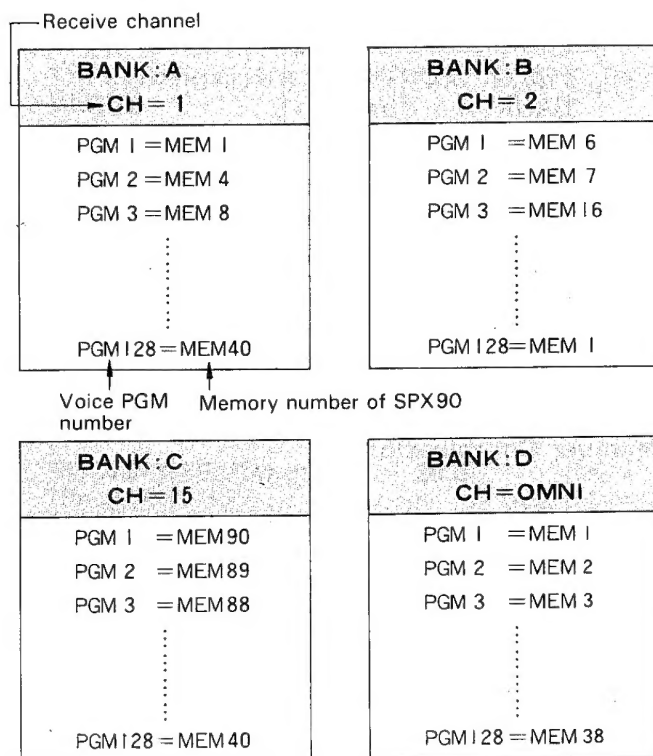 Receive channel
BANK:A
CH=1
PGM 1 =MEM 1
PGM 2 =MEM 4
PGM 3 =MEM 8
PGM128 =MEM40
Voice PGM
number
Memory number of SPX90
BANK:B
CH=2
PGM 1 =MEM 6
PGM 2 =MEM 7
PGM 3 =MEM16
PGM128=MEM 1
BANK:C
CH=15
PGM 1 =MEM90
PGM 2 =MEM89
PGM 3 =MEM88
PGM128 =MEM40
BANK:D
CH=OMNI
PGM 1 =MEM 1
PGM 2 =MEM 2
PGM 3 =MEM 3
PGM128 =MEM38